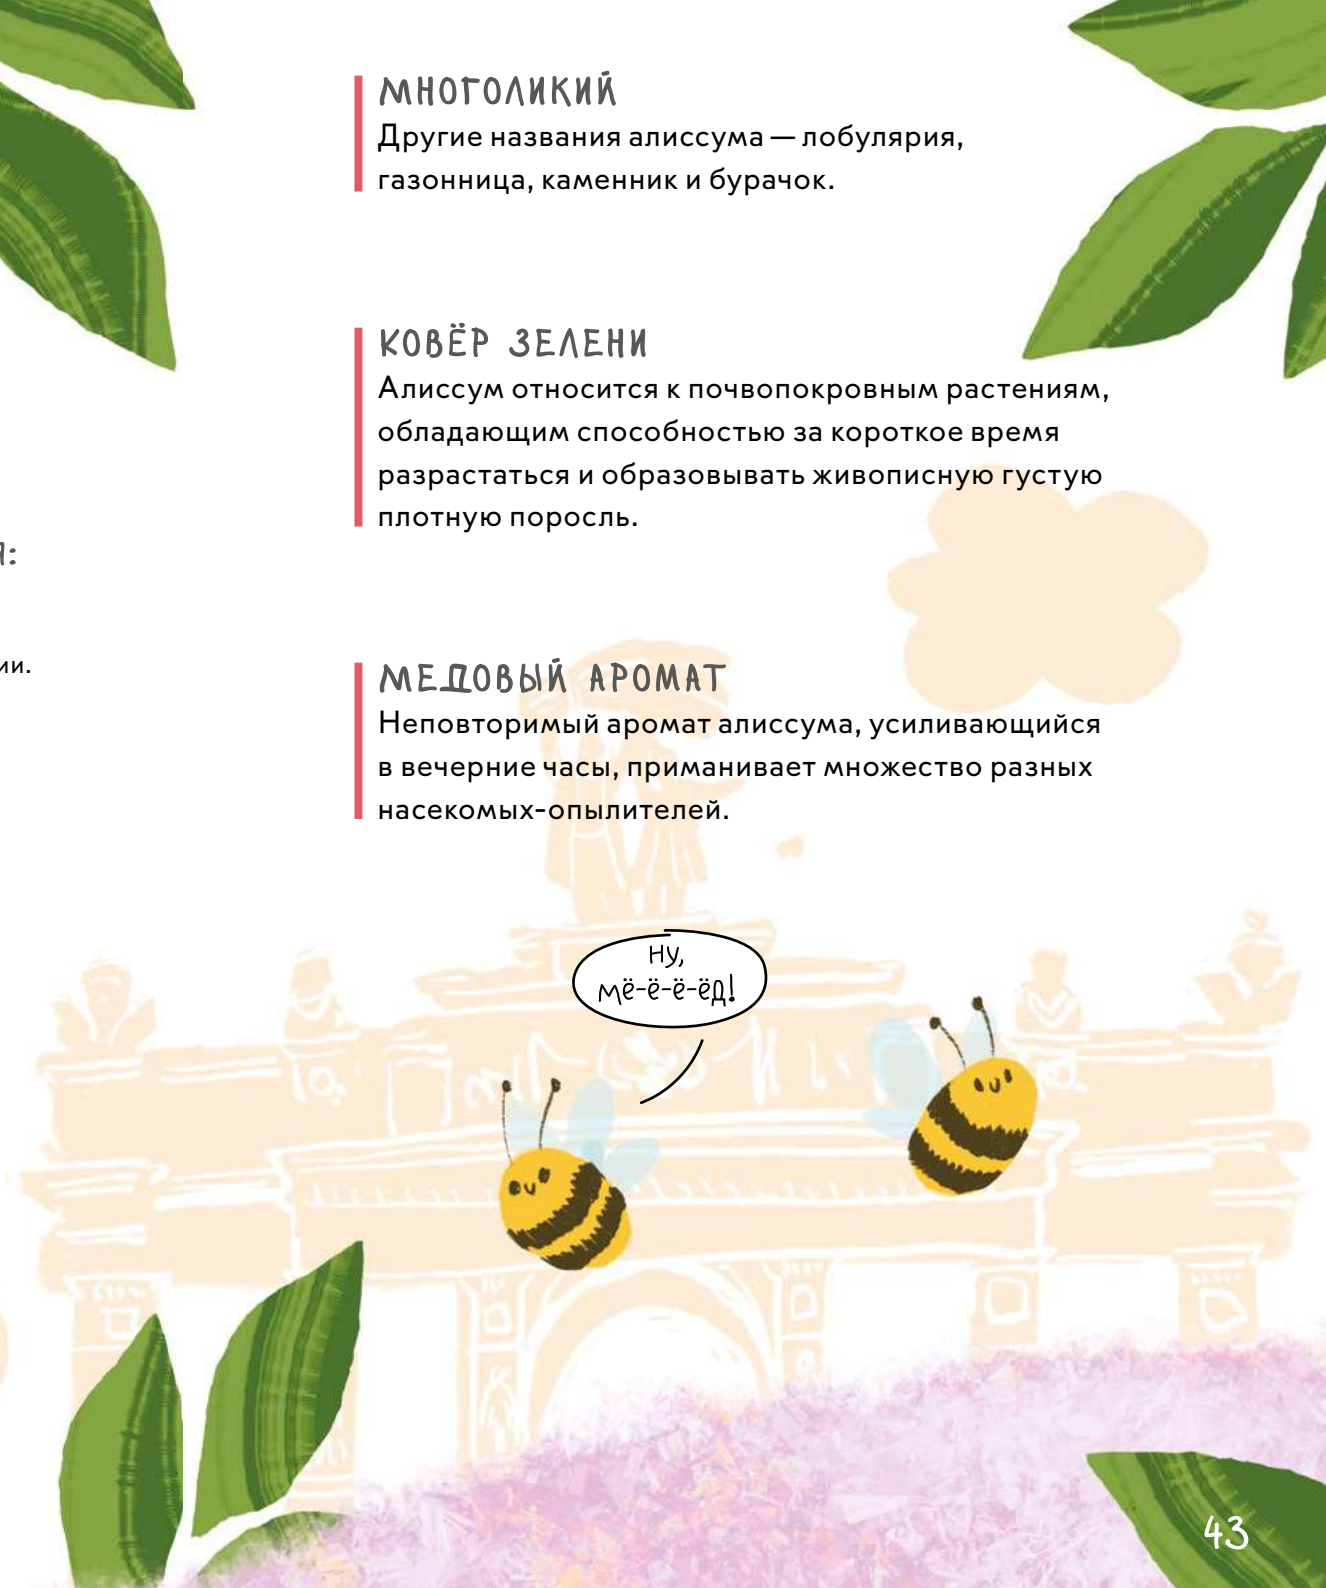 МНОГОЛИКИЙ
Другие названия алиссума — лобулярия,
газонница, каменник и бурачок.
КОВЁР ЗЕЛЕНИ
Алиссум относится к почвопокровным растениям,
обладающим способностью за короткое время
разрастаться и образовывать живописную густую
плотную поросль.
МЕДОВЫЙ АРОМАТ
Неповторимый аромат алиссума, усиливающийся
в вечерние часы, приманивает множество разных
насекомых-опылителей.
Ну,
мё-ё-ё-ёд!
43